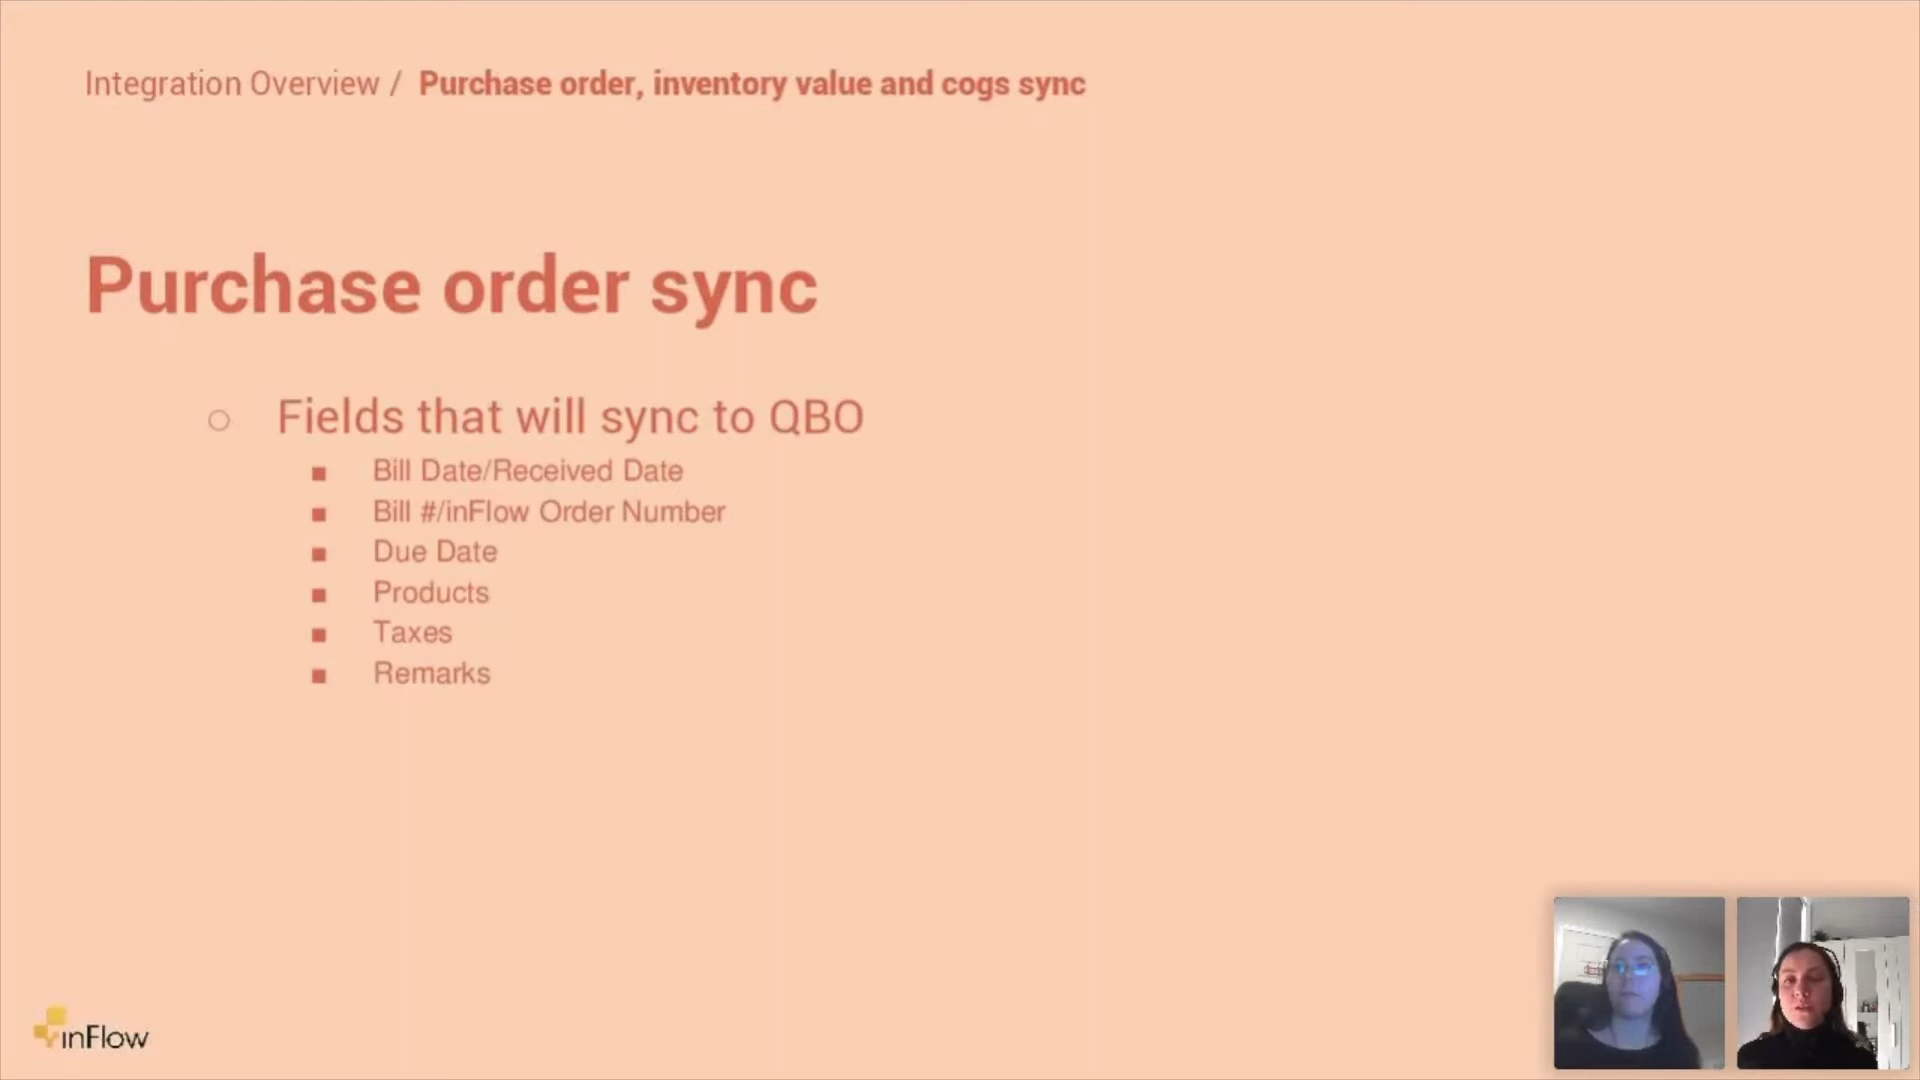 Integration Overview / Purchase order, inventory value and cogs sync
Purchase order sync
Fields that will sync to QBO
Bill Date/Received Date
Bill #/inFlow Order Number
Due Date
Products
Taxes
Remarks
inFlow